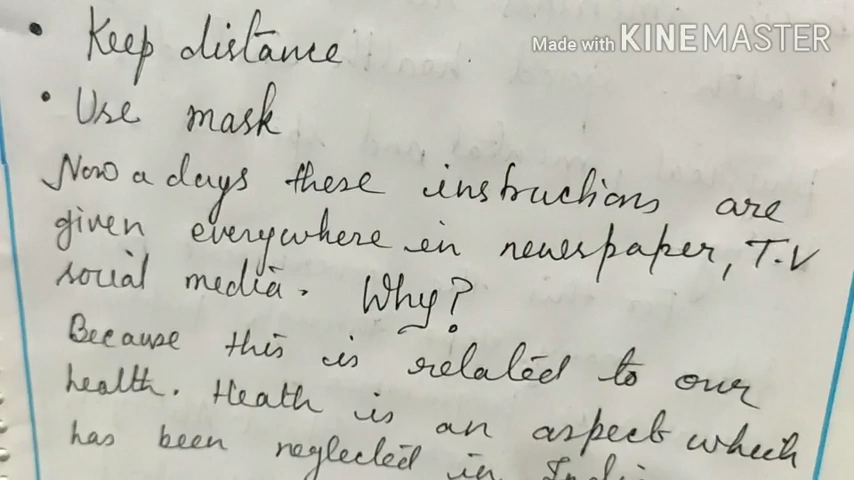 • Keep distance
Made with KINEMASTER
• Use mask
Now a days these instructions are
given everywhere in newspaper, T.V
social media. Why?
Because this is related to our
health. Heath is an aspect which
has been neglected in